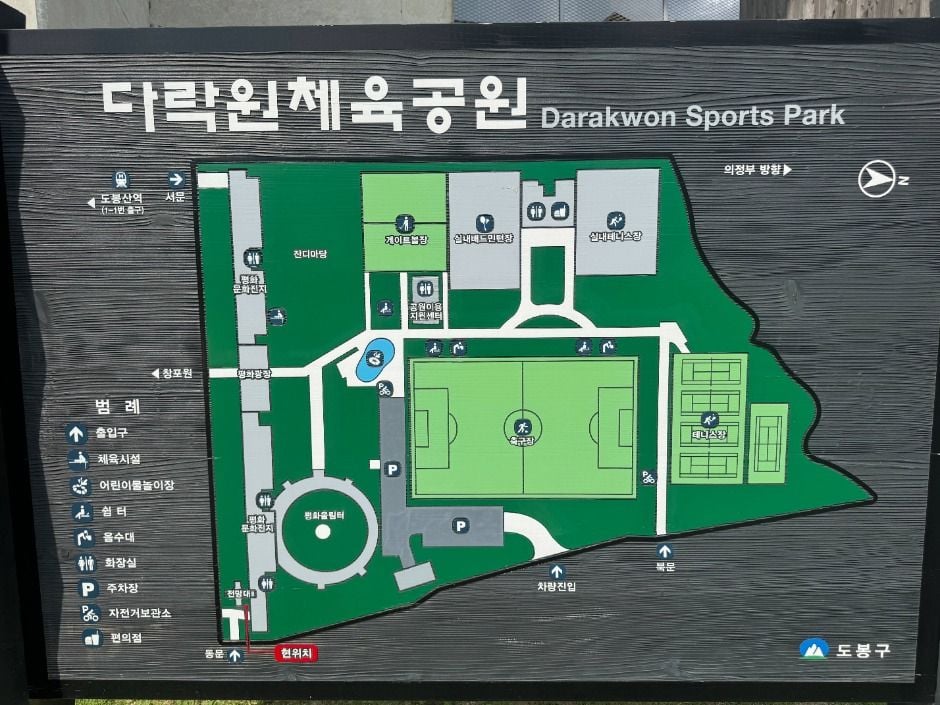 다락원체육공원 Darakwon Sports Park
의정부 방향
N
도봉산역
(1-1번 출구)
서문
잔디마당
게이트볼장
실내배드민턴장
실내테니스장
평화
문화진지
공원이용
지원센터
창포원
평화광장
축구장
테니스장
P
P
P
P
평화울림터
평화
문화진지
전망대
차량진입
북문
동문
현위치
범 례
출입구
체육시설
어린이물놀이장
쉼 터
음수대
화장실
P 주차장
P 자전거보관소
편의점
도봉구